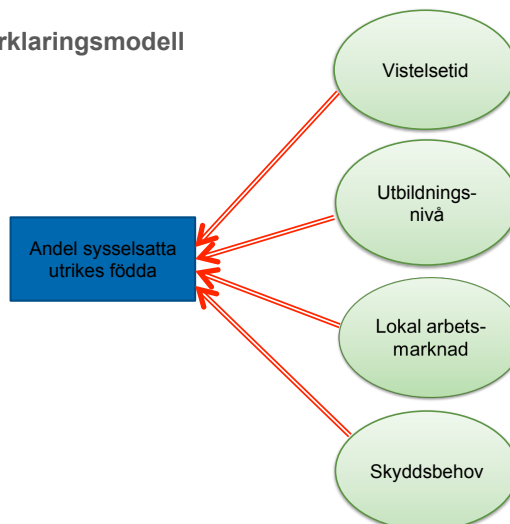 rklaringsmodell
Vistelsetid
Utbildnings-
nivå
Andel sysselsatta
utrikes födda
Lokal arbets-
marknad
Skyddsbehov